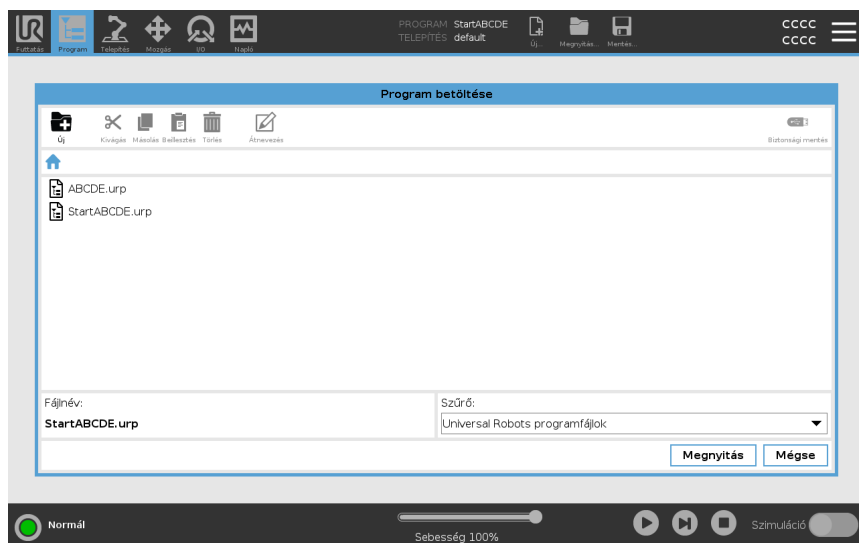 PROGRAM StartABCDE
TELEPÍTÉS default
CCCC
CCCC
Futtatás Program Telepítés Mozgás I/O Napló Új... Megnyitás... Mentés...
Program betöltése
Új Kivágás Másolás Beillesztés Törlés Átnevezés Biztonsági mentés
ABCDE.urp
StartABCDE.urp
Fájlnév: Szűrő:
StartABCDE.urp Universal Robots programfájlok
Megnyitás Mégse
Normál Szimuláció
Sebesség 100%